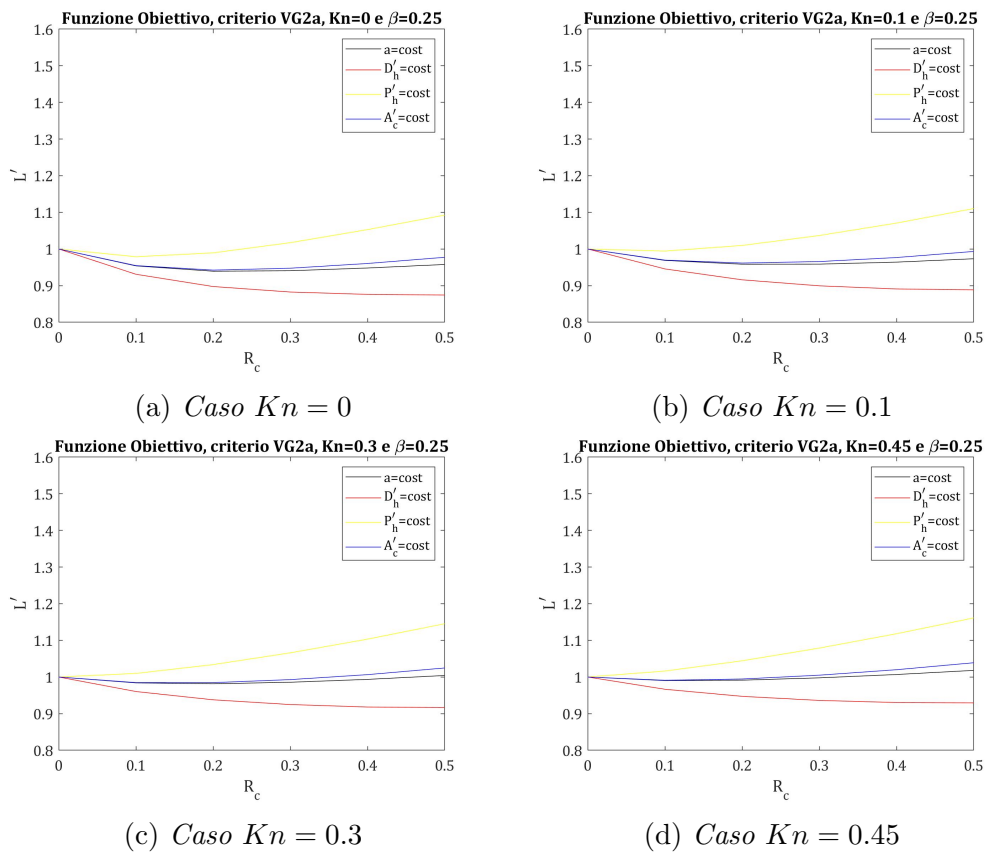 Funzione Obiettivo, criterio VG2a, Kn=0 e β=0.25
1.6
1.5
1.4
1.3
1.2
1.1
1
0.9
0.8
L′
a=cost
D′h=cost
P′h=cost
A′c=cost
0 0.1 0.2 0.3 0.4 0.5
Rc
(a) Caso Kn = 0
Funzione Obiettivo, criterio VG2a, Kn=0.1 e β=0.25
1.6
1.5
1.4
1.3
1.2
1.1
1
0.9
0.8
L′
a=cost
D′h=cost
P′h=cost
A′c=cost
0 0.1 0.2 0.3 0.4 0.5
Rc
(b) Caso Kn = 0.1
Funzione Obiettivo, criterio VG2a, Kn=0.3 e β=0.25
1.6
1.5
1.4
1.3
1.2
1.1
1
0.9
0.8
L′
a=cost
D′h=cost
P′h=cost
A′c=cost
0 0.1 0.2 0.3 0.4 0.5
Rc
(c) Caso Kn = 0.3
Funzione Obiettivo, criterio VG2a, Kn=0.45 e β=0.25
1.6
1.5
1.4
1.3
1.2
1.1
1
0.9
0.8
L′
a=cost
D′h=cost
P′h=cost
A′c=cost
0 0.1 0.2 0.3 0.4 0.5
Rc
(d) Caso Kn = 0.45